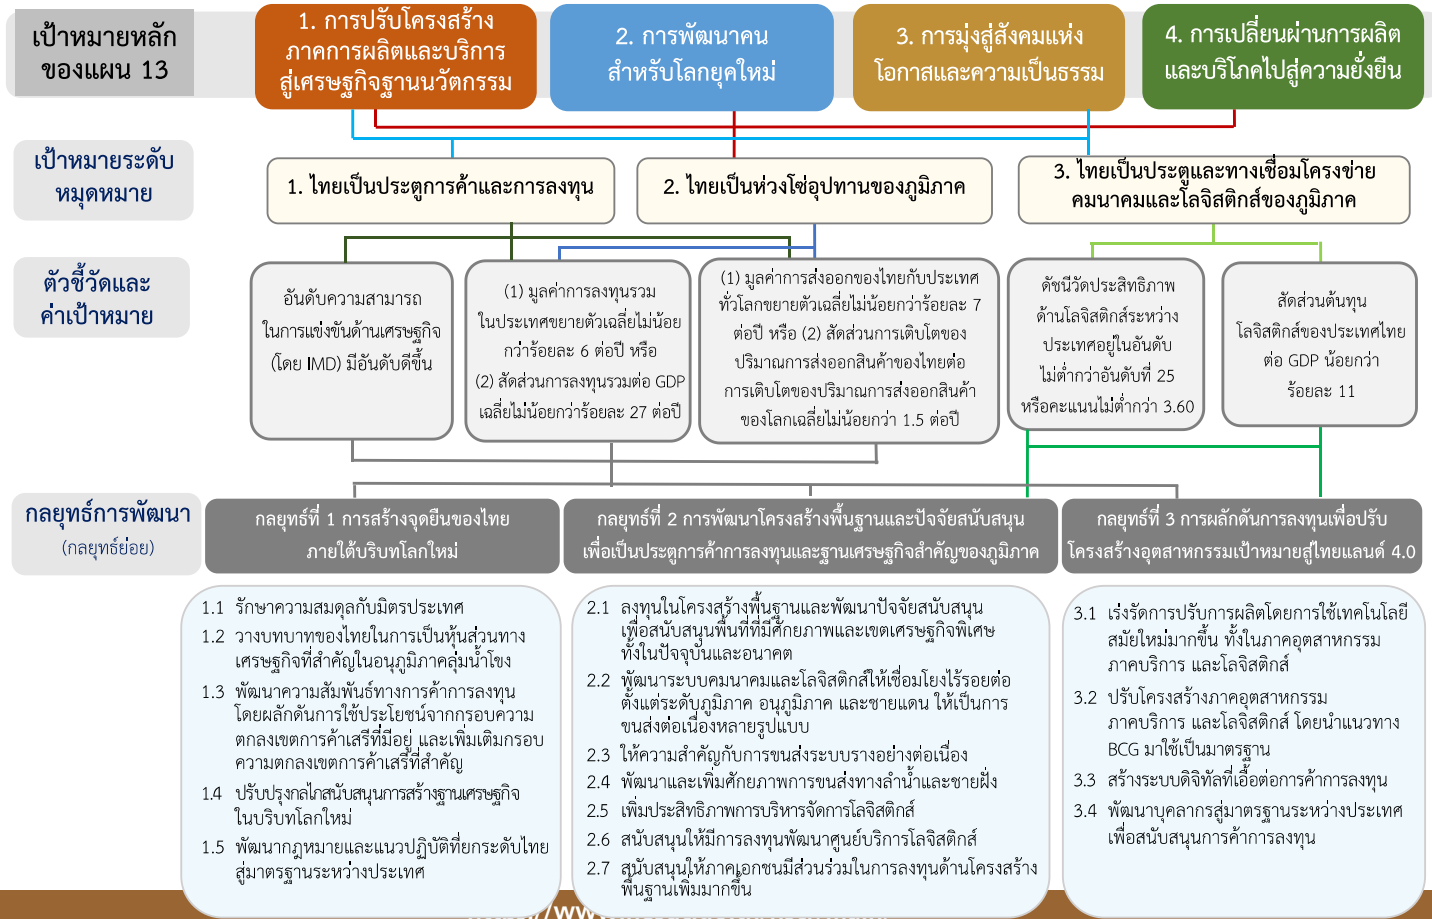 เป้าหมายหลัก
ของแผน 13
1. การปรับโครงสร้าง
ภาคการผลิตและบริการ
สู่เศรษฐกิจฐานนวัตกรรม
2. การพัฒนาคน
สำหรับโลกยุคใหม่
3. การมุ่งสู่สังคมแห่ง
โอกาสและความเป็นธรรม
4. การเปลี่ยนผ่านการผลิต
และบริโภคไปสู่ความยั่งยืน
เป้าหมายระดับ
หมุดหมาย
1. ไทยเป็นประตูการค้าและการลงทุน
2. ไทยเป็นห่วงโซ่อุปทานของภูมิภาค
3. ไทยเป็นประตูและทางเชื่อมโครงข่าย
คมนาคมและโลจิสติกส์ของภูมิภาค
ตัวชี้วัดและ
ค่าเป้าหมาย
อันดับความสามารถ
ในการแข่งขันด้านเศรษฐกิจ
(โดย IMD) มีอันดับดีขึ้น
(1) มูลค่าการลงทุนรวม
ในประเทศขยายตัวเฉลี่ยไม่น้อย
กว่าร้อยละ 6 ต่อปี หรือ
(2) สัดส่วนการลงทุนรวมต่อ GDP
เฉลี่ยไม่น้อยกว่าร้อยละ 27 ต่อปี
(1) มูลค่าการส่งออกของไทยกับประเทศ
ทั่วโลกขยายตัวเฉลี่ยไม่น้อยกว่าร้อยละ 7
ต่อปี หรือ (2) สัดส่วนการเติบโตของ
ปริมาณการส่งออกสินค้าของไทยต่อ
การเติบโตของปริมาณการส่งออกสินค้า
ของโลกเฉลี่ยไม่น้อยกว่า 1.5 ต่อปี
ดัชนีวัดประสิทธิภาพ
ด้านโลจิสติกส์ระหว่าง
ประเทศอยู่ในอันดับ
ไม่ต่ำกว่าอันดับที่ 25
หรือคะแนนไม่ต่ำกว่า 3.60
สัดส่วนต้นทุน
โลจิสติกส์ของประเทศไทย
ต่อ GDP น้อยกว่า
ร้อยละ 11
กลยุทธ์การพัฒนา
(กลยุทธ์ย่อย)
กลยุทธ์ที่ 1 การสร้างจุดยืนของไทย
ภายใต้บริบทโลกใหม่
กลยุทธ์ที่ 2 การพัฒนาโครงสร้างพื้นฐานและปัจจัยสนับสนุน
เพื่อเป็นประตูการค้าการลงทุนและฐานเศรษฐกิจสำคัญของภูมิภาค
กลยุทธ์ที่ 3 การผลักดันการลงทุนเพื่อปรับ
โครงสร้างอุตสาหกรรมเป้าหมายสู่ไทยแลนด์ 4.0
1.1 รักษาความสมดุลกับมิตรประเทศ
1.2 วางบทบาทของไทยในการเป็นหุ้นส่วนทาง
เศรษฐกิจที่สำคัญในอนุภูมิภาคลุ่มน้ำโขง
1.3 พัฒนาความสัมพันธ์ทางการค้าการลงทุน
โดยผลักดันการใช้ประโยชน์จากกรอบความ
ตกลงเขตการค้าเสรีที่มีอยู่ และเพิ่มเติมกรอบ
ความตกลงเขตการค้าเสรีที่สำคัญ
1.4 ปรับปรุงกลไกสนับสนุนการสร้างฐานเศรษฐกิจ
ในบริบทโลกใหม่
1.5 พัฒนากฎหมายและแนวปฏิบัติที่ยกระดับไทย
สู่มาตรฐานระหว่างประเทศ
2.1 ลงทุนในโครงสร้างพื้นฐานและพัฒนาปัจจัยสนับสนุน
เพื่อสนับสนุนพื้นที่ที่มีศักยภาพและเขตเศรษฐกิจพิเศษ
ทั้งในปัจจุบันและอนาคต
2.2 พัฒนาระบบคมนาคมและโลจิสติกส์ให้เชื่อมโยงไร้รอยต่อ
ตั้งแต่ระดับภูมิภาค อนุภูมิภาค และชายแดน ให้เป็นการ
ขนส่งต่อเนื่องหลายรูปแบบ
2.3 ให้ความสำคัญกับการขนส่งระบบรางอย่างต่อเนื่อง
2.4 พัฒนาและเพิ่มศักยภาพการขนส่งทางลำน้ำและชายฝั่ง
2.5 เพิ่มประสิทธิภาพการบริหารจัดการโลจิสติกส์
2.6 สนับสนุนให้มีการลงทุนพัฒนาศูนย์บริการโลจิสติกส์
2.7 สนับสนุนให้ภาคเอกชนมีส่วนร่วมในการลงทุนด้านโครงสร้าง
พื้นฐานเพิ่มมากขึ้น
3.1 เร่งรัดการปรับการผลิตโดยการใช้เทคโนโลยี
สมัยใหม่มากขึ้น ทั้งในภาคอุตสาหกรรม
ภาคบริการ และโลจิสติกส์
3.2 ปรับโครงสร้างภาคอุตสาหกรรม
ภาคบริการ และโลจิสติกส์ โดยนำแนวทาง
BCG มาใช้เป็นมาตรฐาน
3.3 สร้างระบบดิจิทัลที่เอื้อต่อการค้าการลงทุน
3.4 พัฒนาบุคลากรสู่มาตรฐานระหว่างประเทศ
เพื่อสนับสนุนการค้าการลงทุน